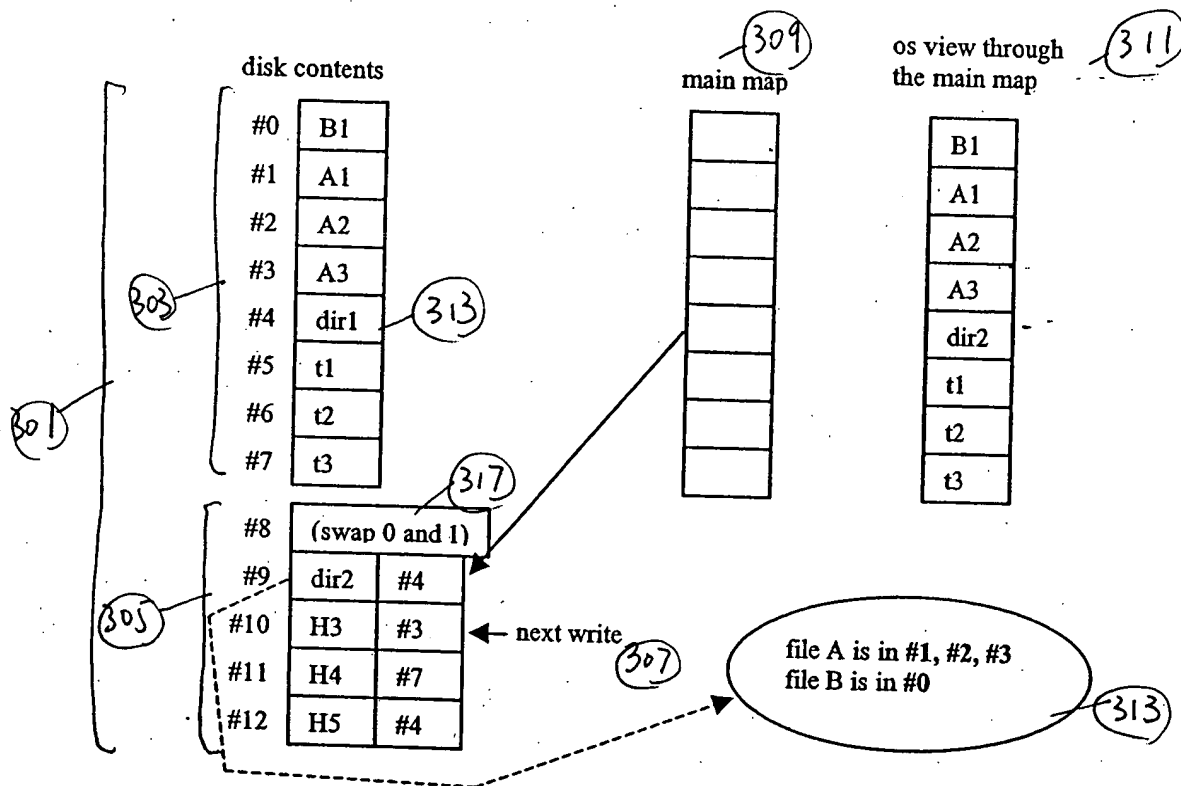 309
311
os view through
the main map
main map
disk contents
#0 B1
#1 A1
#2 A2
#3 A3
#4 dir1
#5 t1
#6 t2
#7 t3
303
313
301
B1
A1
A2
A3
dir2
t1
t2
t3
317
#8 (swap 0 and 1)
#9 dir2 #4
#10 H3 #3
#11 H4 #7
#12 H5 #4
305
next write
307
file A is in #1, #2, #3
file B is in #0
313